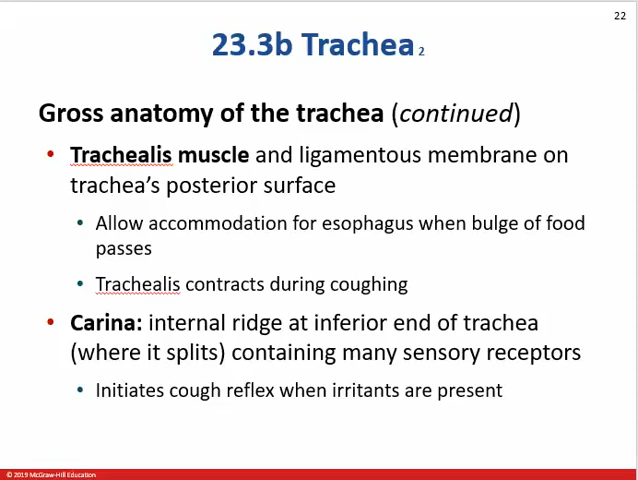 22
23.3b Trachea 2
Gross anatomy of the trachea (continued)
• Trachealis muscle and ligamentous membrane on
trachea’s posterior surface
• Allow accommodation for esophagus when bulge of food
passes
• Trachealis contracts during coughing
• Carina: internal ridge at inferior end of trachea
(where it splits) containing many sensory receptors
• Initiates cough reflex when irritants are present
© 2019 McGraw-Hill Education